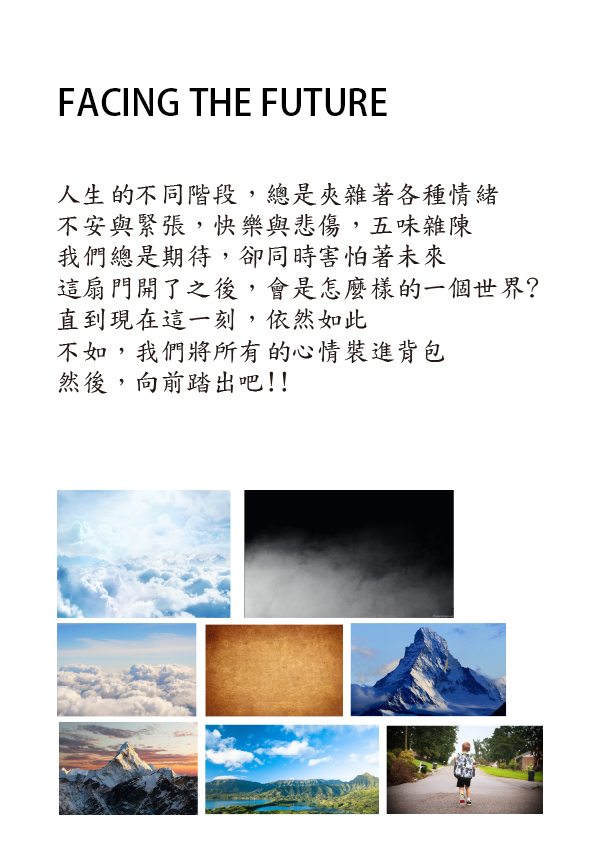 FACING THE FUTURE
人生的不同階段，總是夾雜著各種情緒
不安與緊張，快樂與悲傷，五味雜陳
我們總是期待，卻同時害怕著未來
這扇門開了之後，會是怎麼樣的一個世界?
直到現在這一刻，依然如此
不如，我們將所有的心情裝進背包
然後，向前踏出吧!!